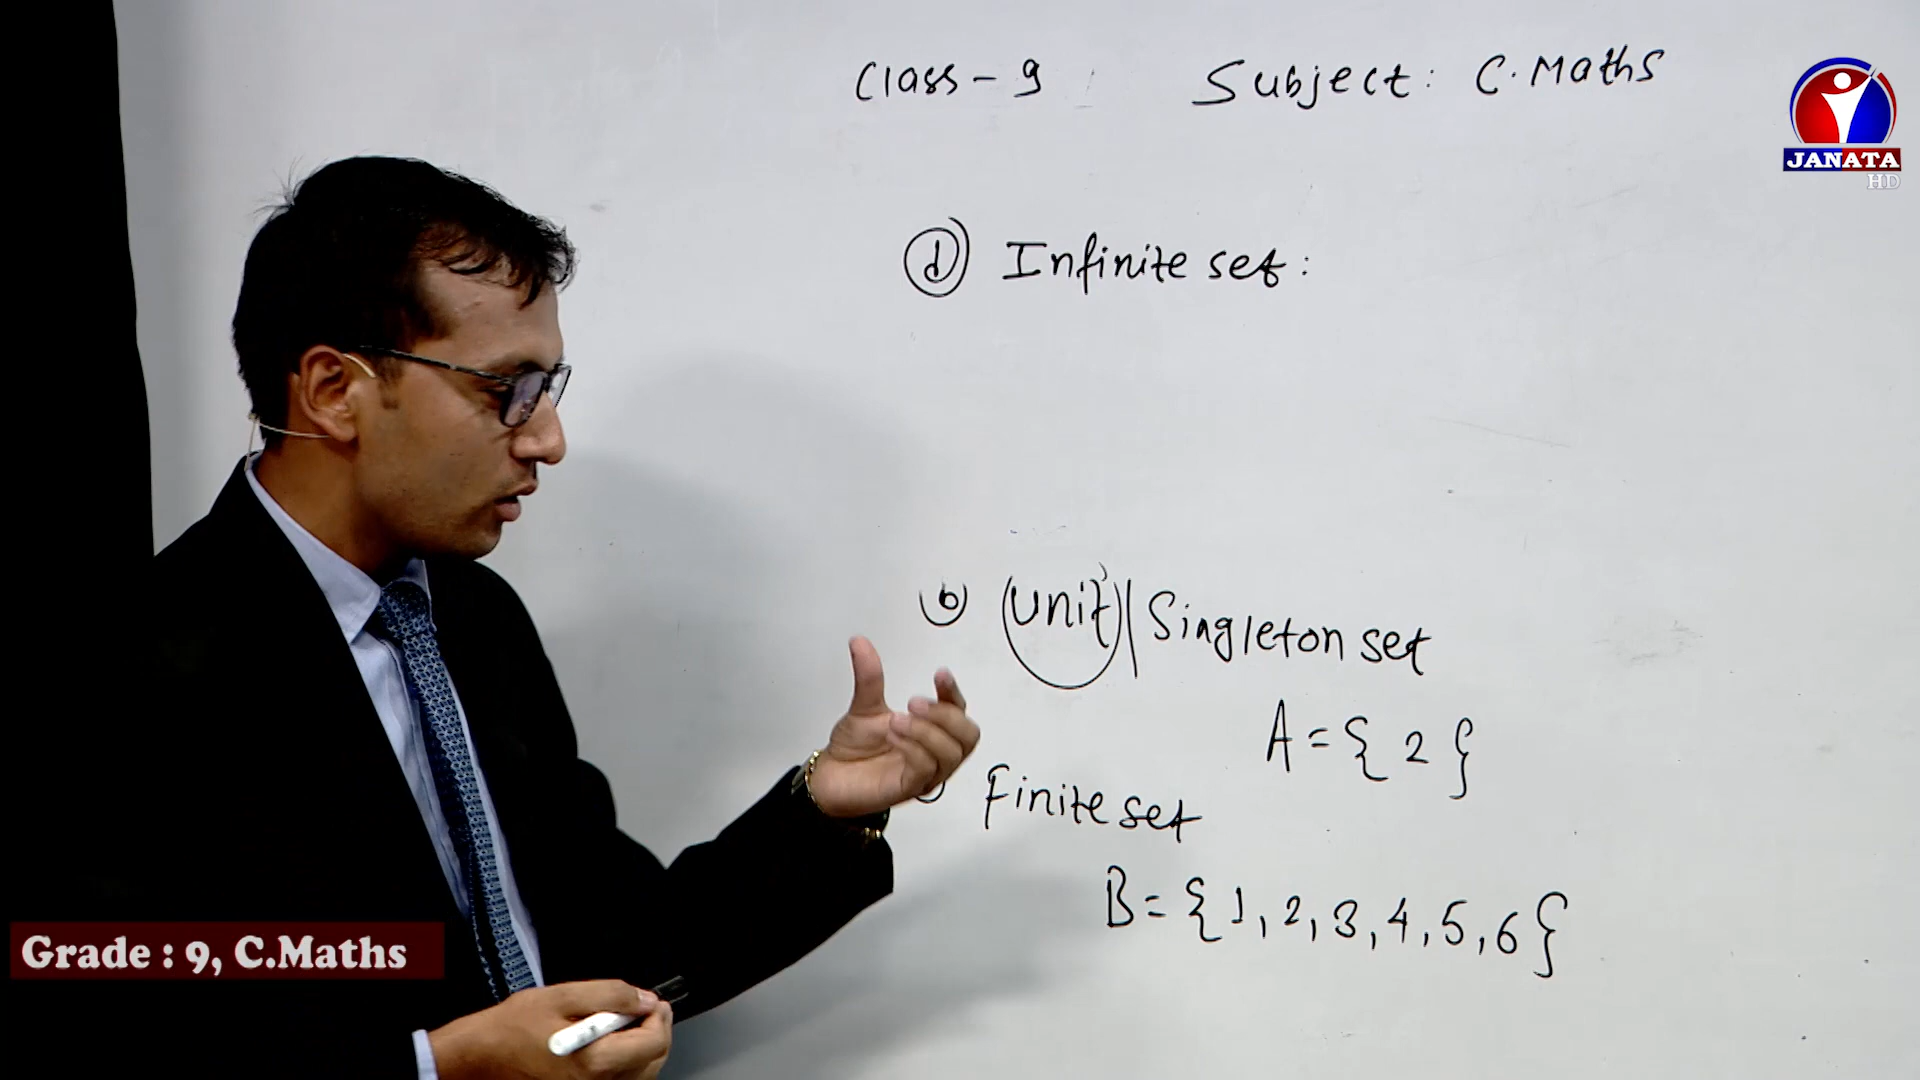 Class - 9 Subject: C. Maths
JANATA
HD
(d) Infinite set:
(b) (Unit) | Singleton set
A = { 2 }
Finite set
B = { 1, 2, 3, 4, 5, 6 }
Grade : 9, C.Maths